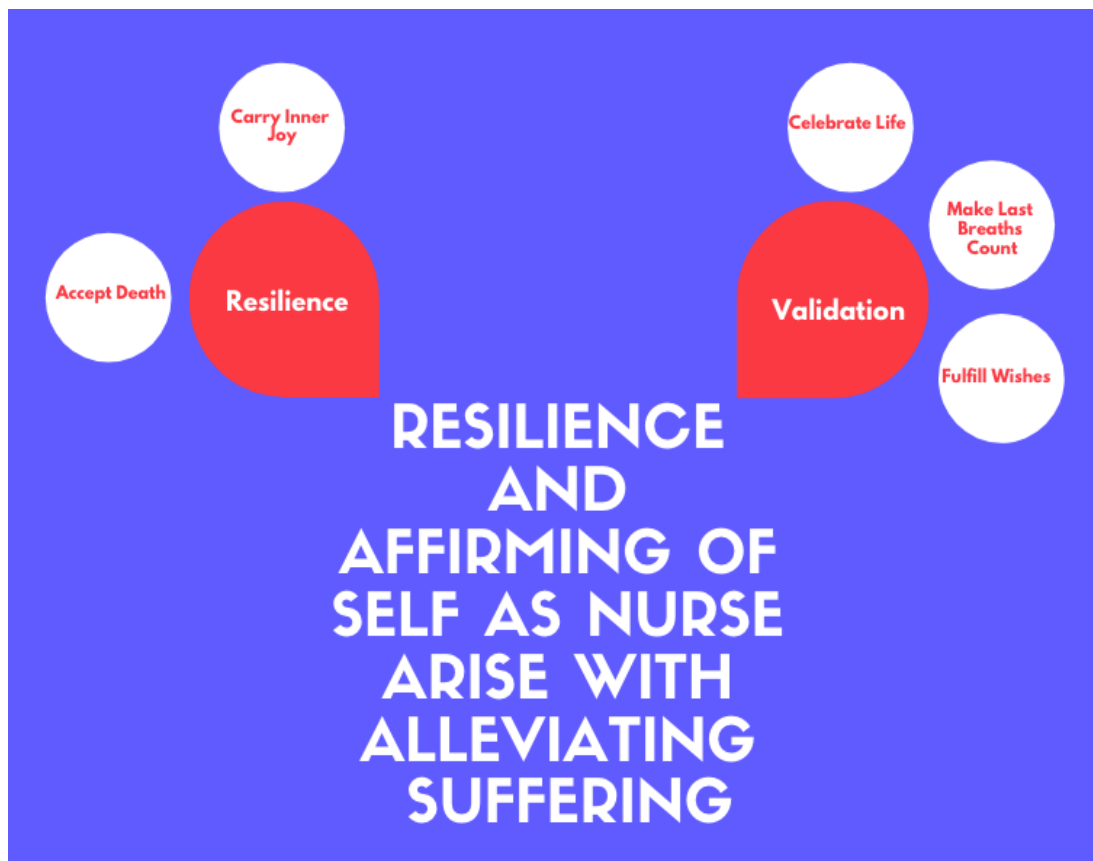 Carry Inner
Joy
Accept Death
Resilience
Celebrate Life
Make Last
Breaths
Count
Validation
Fulfill Wishes
RESILIENCE
AND
AFFIRMING OF
SELF AS NURSE
ARISE WITH
ALLEVIATING
SUFFERING